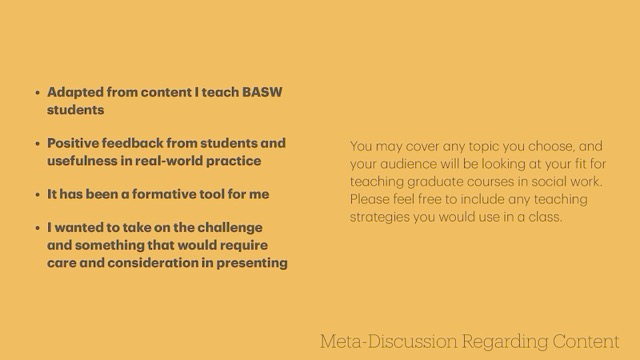 • Adapted from content I teach BASW
students
• Positive feedback from students and
usefulness in real-world practice
• It has been a formative tool for me
• I wanted to take on the challenge
and something that would require
care and consideration in presenting
You may cover any topic you choose, and
your audience will be looking at your fit for
teaching graduate courses in social work.
Please feel free to include any teaching
strategies you would use in a class.
Meta-Discussion Regarding Content